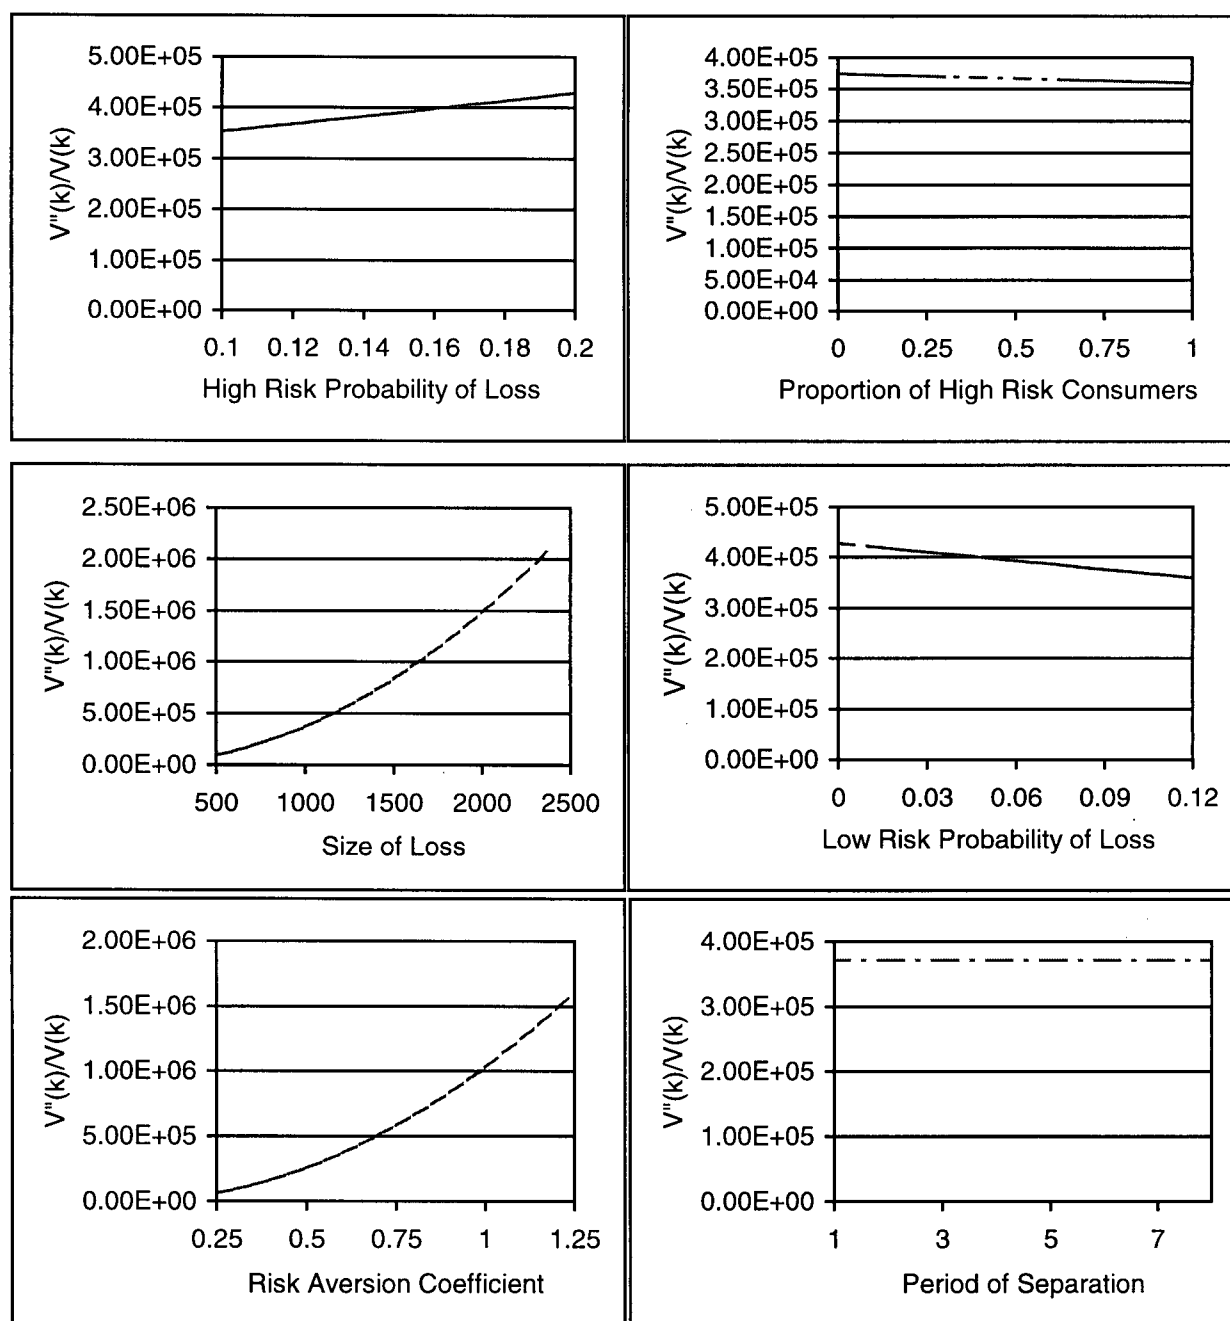 5.00E+05
4.00E+05
3.00E+05
2.00E+05
1.00E+05
0.00E+00
V"(k)/V(k)
0.1 0.12 0.14 0.16 0.18 0.2
High Risk Probability of Loss
4.00E+05
3.50E+05
3.00E+05
2.50E+05
2.00E+05
1.50E+05
1.00E+05
5.00E+04
0.00E+00
V"(k)/V(k)
0 0.25 0.5 0.75 1
Proportion of High Risk Consumers
2.50E+06
2.00E+06
1.50E+06
1.00E+06
5.00E+05
0.00E+00
V"(k)/V(k)
500 1000 1500 2000 2500
Size of Loss
5.00E+05
4.00E+05
3.00E+05
2.00E+05
1.00E+05
0.00E+00
V"(k)/V(k)
0 0.03 0.06 0.09 0.12
Low Risk Probability of Loss
2.00E+06
1.50E+06
1.00E+06
5.00E+05
0.00E+00
V"(k)/V(k)
0.25 0.5 0.75 1 1.25
Risk Aversion Coefficient
4.00E+05
3.00E+05
2.00E+05
1.00E+05
0.00E+00
V"(k)/V(k)
1 3 5 7
Period of Separation